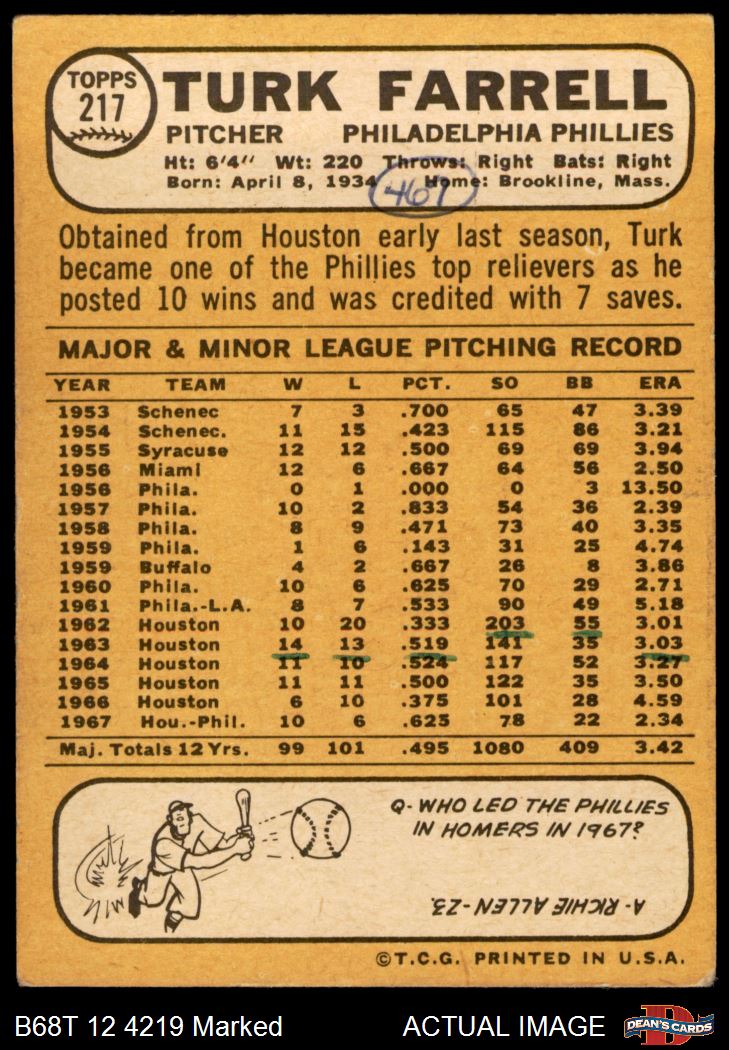 TOPPS
217
TURK FARRELL
PITCHER PHILADELPHIA PHILLIES
Ht: 6'4" Wt: 220 Throws: Right Bats: Right
Born: April 8, 1934 Home: Brookline, Mass.
467
Obtained from Houston early last season, Turk
became one of the Phillies top relievers as he
posted 10 wins and was credited with 7 saves.
MAJOR & MINOR LEAGUE PITCHING RECORD
YEAR TEAM W L PCT. SO BB ERA
1953 Schenec 7 3 .700 65 47 3.39
1954 Schenec. 11 15 .423 115 86 3.21
1955 Syracuse 12 12 .500 69 69 3.94
1956 Miami 12 6 .667 64 56 2.50
1956 Phila. 0 1 .000 0 3 13.50
1957 Phila. 10 2 .833 54 36 2.39
1958 Phila. 8 9 .471 73 40 3.35
1959 Phila. 1 6 .143 31 25 4.74
1959 Buffalo 4 2 .667 26 8 3.86
1960 Phila. 10 6 .625 70 29 2.71
1961 Phila.-L.A. 8 7 .533 90 49 5.18
1962 Houston 10 20 .333 203 55 3.01
1963 Houston 14 13 .519 141 35 3.03
1964 Houston 11 10 .524 117 52 3.27
1965 Houston 11 11 .500 122 35 3.50
1966 Houston 6 10 .375 101 28 4.59
1967 Hou.-Phil. 10 6 .625 78 22 2.34
Maj. Totals 12 Yrs. 99 101 .495 1080 409 3.42
Q- WHO LED THE PHILLIES
IN HOMERS IN 1967?
A- RICHIE ALLEN-23.
©T.C.G. PRINTED IN U.S.A.
B68T 12 4219 Marked ACTUAL IMAGE
D
DEAN'S CARDS